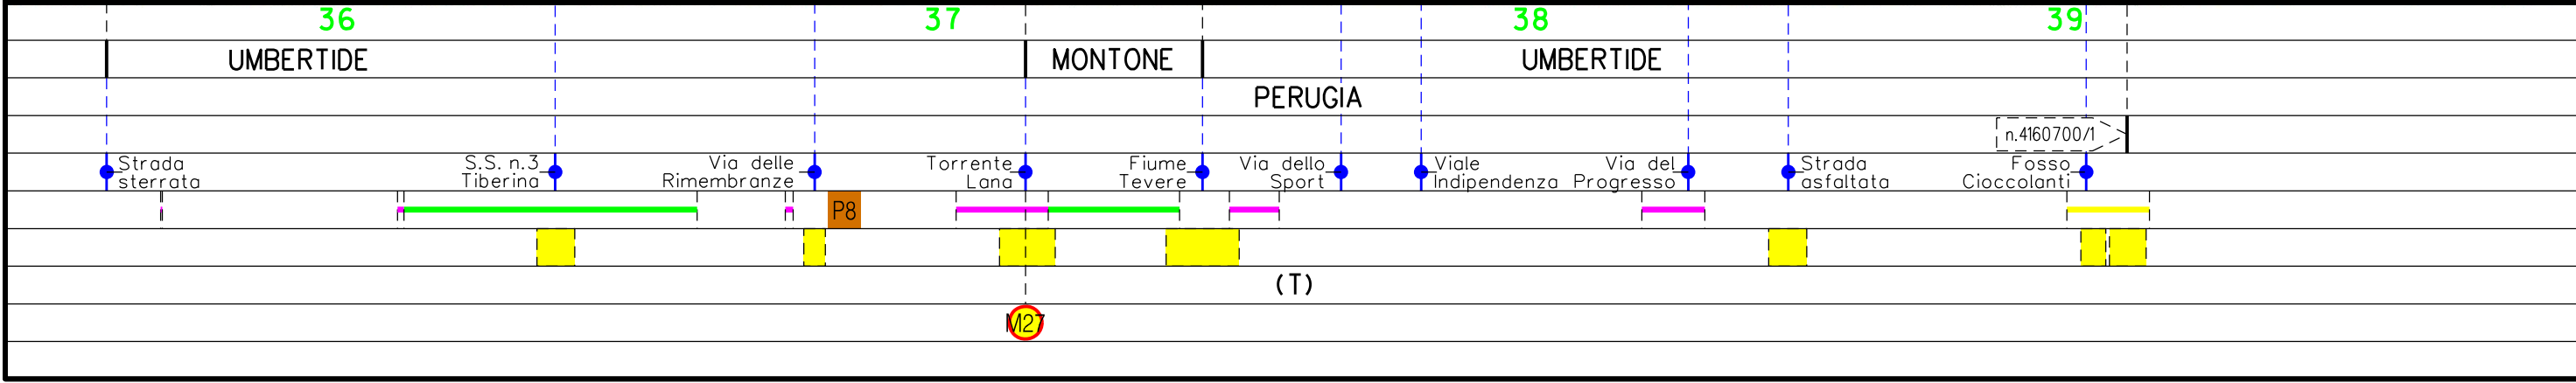 36 37 38 39
UMBERTIDE MONTONE UMBERTIDE
PERUGIA
n.4160700/1
Strada
sterrata
S.S. n.3
Tiberina
Via delle
Rimembranze
Torrente
Lana
Fiume
Tevere
Via dello
Sport
Viale
Indipendenza
Via del
Progresso
Strada
asfaltata
Fosso
Cioccolanti
P8
(T)
M27